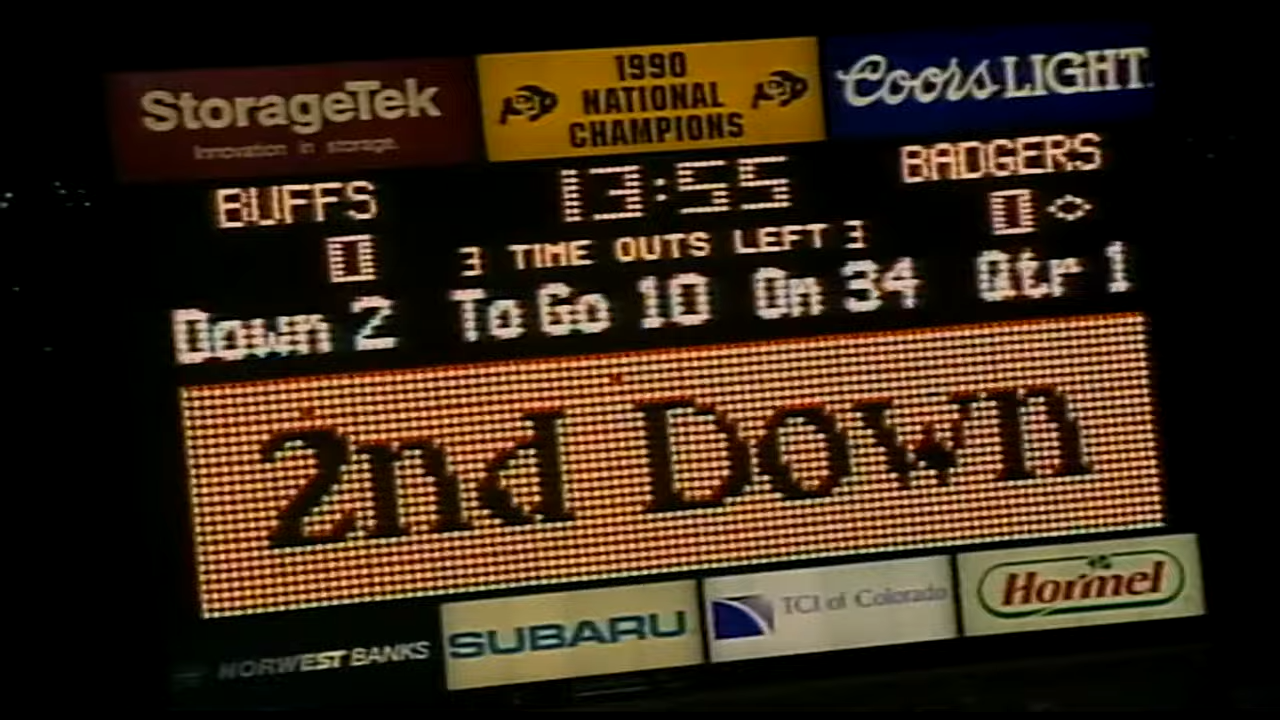 StorageTek
Innovation in storage.
1990
NATIONAL
CHAMPIONS
Coors LIGHT
BUFFS
13:55
BADGERS
0
3 TIME OUTS LEFT 3
0
Down 2 To Go 10 On 34 Qtr 1
2nd Down
NORWEST BANKS
SUBARU
TCI of Colorado
Hormel